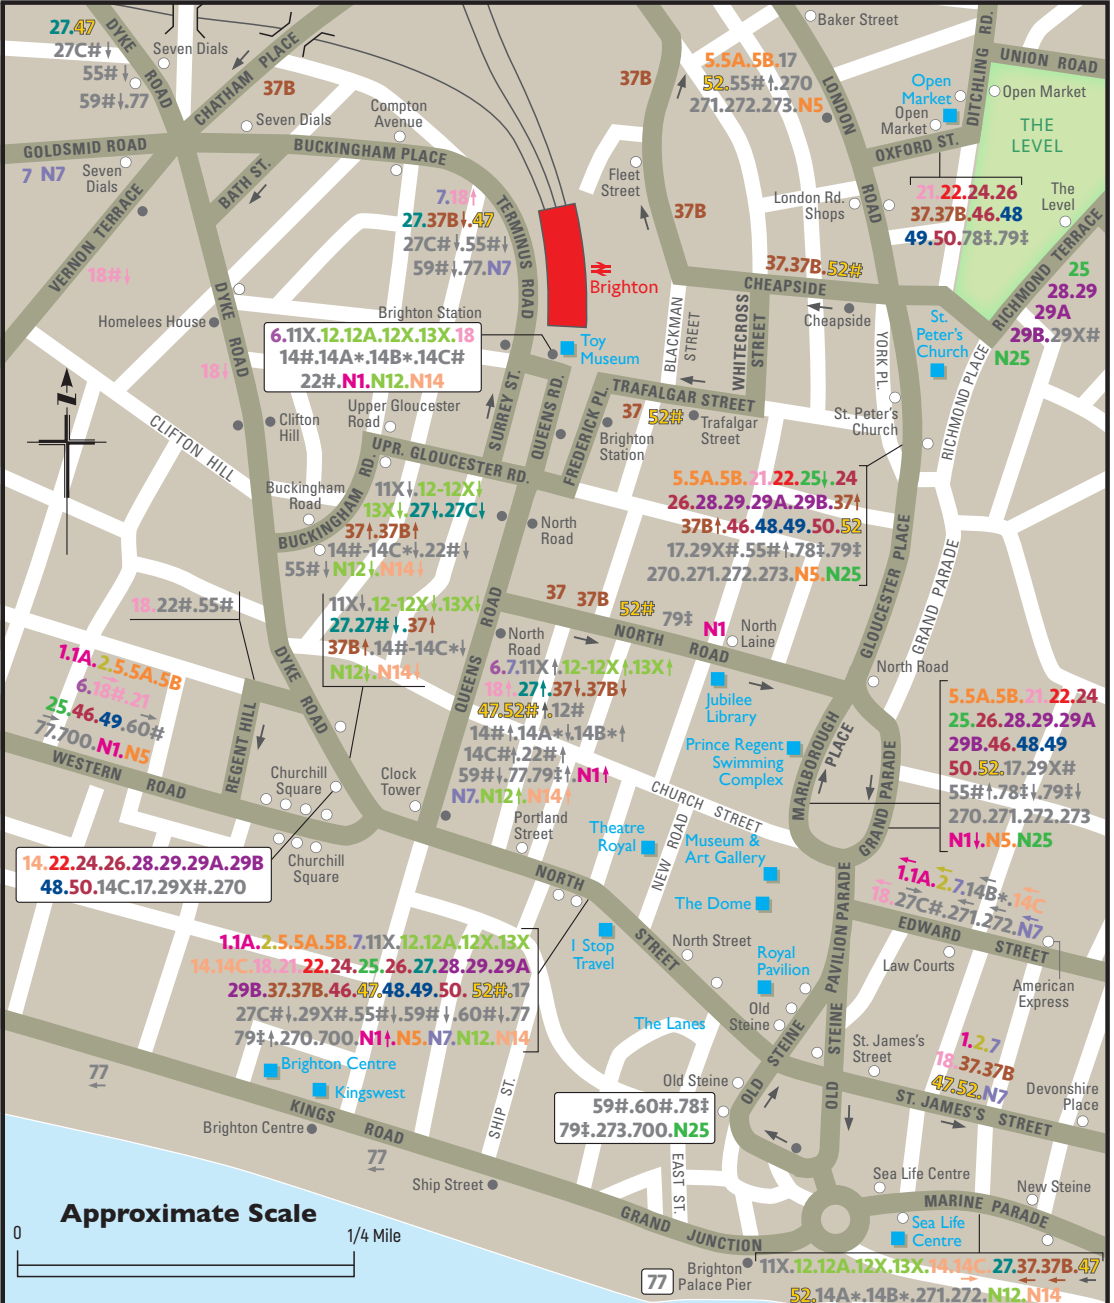 27.47
27C#↓
55#↓
59#↓.77
DYKE ROAD
Seven Dials
CHATHAM PLACE
37B
Seven Dials
Compton
Avenue
GOLDSMID ROAD
7 N7
Seven
Dials
BUCKINGHAM PLACE
BATH ST.
VERNON TERRACE
18#↓
7.18↑
27.37B↓.47
27C#↓.55#↓
59#↓.77.N7
TERMINUS ROAD
Brighton
37B
Fleet
Street
37B
Baker Street
5.5A.5B.17
52.55#↑.270
271.272.273.N5
LONDON ROAD
Open
Market
Open
Market
DITCHLING RD.
UNION ROAD
Open Market
THE
LEVEL
OXFORD ST.
21.22.24.26
37.37B.46.48
49.50.78‡.79‡
London Rd.
Shops
The
Level
RICHMOND TERRACE
25
28.29
29A
29B.29X#
N25
37.37B.52#
CHEAPSIDE
Cheapside
St.
Peter's
Church
DYKE ROAD
Homelees House
18↓
Brighton Station
6.11X.12.12A.12X.13X.18
14#.14A*.14B*.14C#
22#.N1.N12.N14
Toy
Museum
BLACKMAN STREET
WHITECROSS STREET
YORK PL.
RICHMOND PLACE
TRAFALGAR STREET
37
52#
Trafalgar
Street
Brighton
Station
St. Peter's
Church
SURREY ST.
QUEENS RD.
FREDERICK PL.
Upper Gloucester
Road
UPR. GLOUCESTER RD.
Clifton
Hill
CLIFTON HILL
Buckingham
Road
BUCKINGHAM RD.
11X↓.12-12X↓
13X↓.27↓.27C↓
37↑.37B↑
14#-14C*↓.22#↓
55#↓N12↓.N14↓
North
Road
5.5A.5B.21.22.25↓.24
26.28.29.29A.29B.37↑
37B↑.46.48.49.50.52
17.29X#.55#↑.78‡.79‡
270.271.272.273.N5.N25
GLOUCESTER PLACE
GRAND PARADE
18.22#.55#
11X↓.12-12X↓.13X↓
27.27#↓.37↑
37B↑.14#-14C*↓
N12↓.N14↓
37 37B
52#
79‡
N1
NORTH ROAD
North
Laine
North
Road
North Road
1.1A.2.5.5A.5B
6.18#.21
25.46.49.60#
77.700.N1.N5
WESTERN ROAD
REGENT HILL
DYKE ROAD
QUEENS ROAD
6.7.11X↑.12-12X↑.13X↑
18↑.27↑.37↓.37B↓
47.52#↑.12#
14#↑.14A*↓.14B*↑
14C#↑.22#↑
59#↓.77.79‡↑.N1↑
N7.N12↑.N14↑
Jubilee
Library
Prince Regent
Swimming
Complex
MARLBOROUGH PLACE
GRAND PARADE
5.5A.5B.21.22.24
25.26.28.29.29A
29B.46.48.49
50.52.17.29X#
55#↑.78‡↓.79‡↓
270.271.272.273
N1↓.N5.N25
Churchill
Square
Clock
Tower
Portland
Street
CHURCH STREET
NEW ROAD
Theatre
Royal
Museum &
Art Gallery
The Dome
Churchill
Square
14.22.24.26.28.29.29A.29B
48.50.14C.17.29X#.270
NORTH STREET
1.1A.2.7.14B*.14C
18.27C#.271.272.N7
EDWARD STREET
Law Courts
American
Express
1.1A.2.5.5A.5B.7.11X.12.12A.12X.13X
14.14C.18.21.22.24.25.26.27.28.29.29A
29B.37.37B.46.47.48.49.50. 52#.17
27C#↓.29X#.55#↓.59#↓.60#↓.77
79‡↑.270.700.N1↑.N5.N7.N12.N14
1 Stop
Travel
North Street
Royal
Pavilion
Old
Steine
The Lanes
OLD STEINE
PAVILION PARADE
OLD STEINE
St. James's
Street
1.2.7
18.37.37B
47.52.N7
ST. JAMES'S STREET
Devonshire
Place
77
Brighton Centre
Kingswest
KINGS ROAD
Brighton Centre
77
SHIP ST.
Old Steine
59#.60#.78‡
79‡.273.700.N25
Ship Street
EAST ST.
Sea Life Centre
New Steine
MARINE PARADE
Sea Life
Centre
GRAND JUNCTION
Approximate Scale
0
1/4 Mile
77
Brighton
Palace Pier
11X.12.12A.12X.13X.14.14C.27.37.37B.47
52.14A*.14B*.271.272.N12.N14